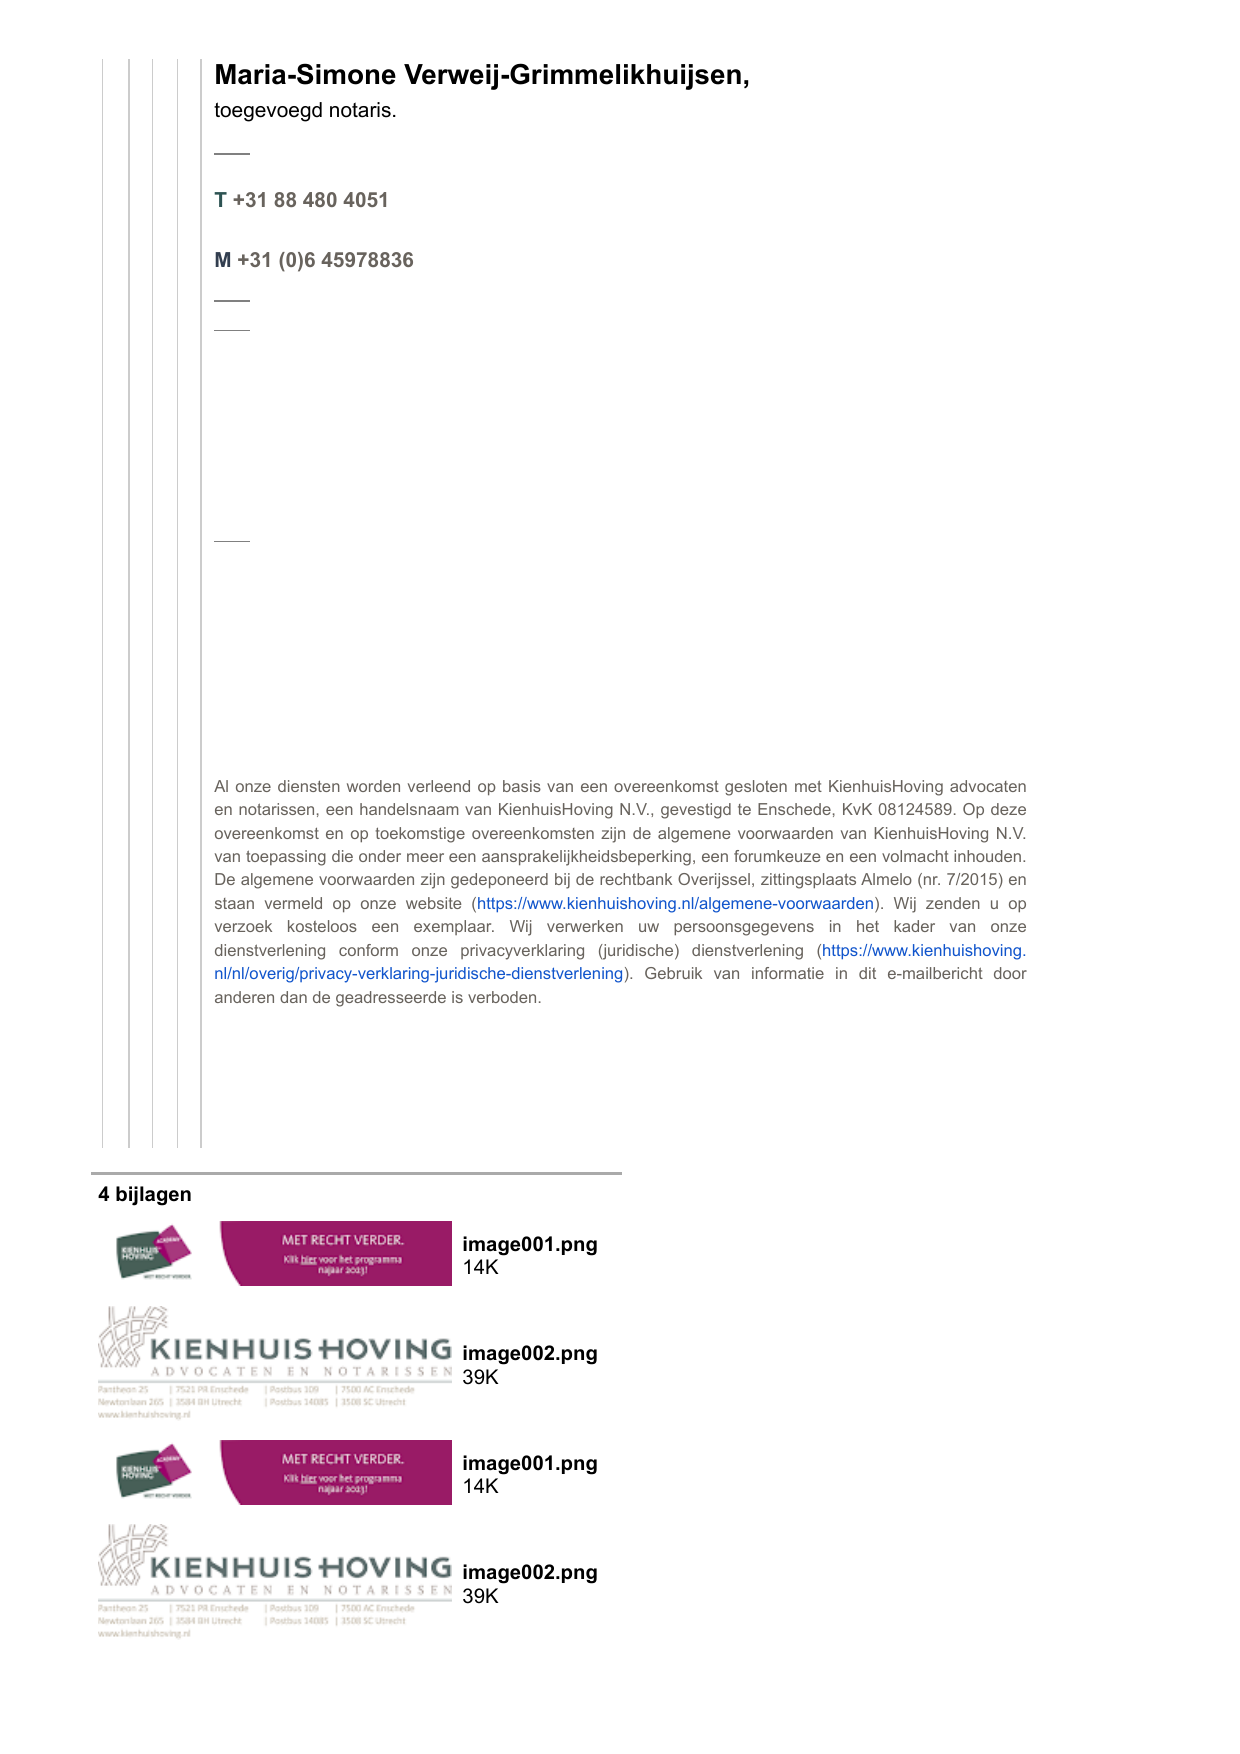 Maria-Simone Verweij-Grimmelikhuijsen,
toegevoegd notaris.
T +31 88 480 4051
M +31 (0)6 45978836
Al onze diensten worden verleend op basis van een overeenkomst gesloten met KienhuisHoving advocaten
en notarissen, een handelsnaam van KienhuisHoving N.V., gevestigd te Enschede, KvK 08124589. Op deze
overeenkomst en op toekomstige overeenkomsten zijn de algemene voorwaarden van KienhuisHoving N.V.
van toepassing die onder meer een aansprakelijkheidsbeperking, een forumkeuze en een volmacht inhouden.
De algemene voorwaarden zijn gedeponeerd bij de rechtbank Overijssel, zittingsplaats Almelo (nr. 7/2015) en
staan vermeld op onze website (https://www.kienhuishoving.nl/algemene-voorwaarden). Wij zenden u op
verzoek kosteloos een exemplaar. Wij verwerken uw persoonsgegevens in het kader van onze
dienstverlening conform onze privacyverklaring (juridische) dienstverlening (https://www.kienhuishoving.
nl/nl/overig/privacy-verklaring-juridische-dienstverlening). Gebruik van informatie in dit e-mailbericht door
anderen dan de geadresseerde is verboden.
4 bijlagen
KIENHUIS HOVING ACADEMY
MET RECHT VERDER.
MET RECHT VERDER.
Klik hier voor het programma
najaar 2023!
image001.png
14K
KIENHUIS HOVING
ADVOCATEN EN NOTARISSEN
Pantheon 25 | 7521 PR Enschede | Postbus 109 | 7500 AC Enschede
Newtonlaan 265 | 3584 BH Utrecht | Postbus 14085 | 3508 SC Utrecht
www.kienhuishoving.nl
image002.png
39K
KIENHUIS HOVING ACADEMY
MET RECHT VERDER.
MET RECHT VERDER.
Klik hier voor het programma
najaar 2023!
image001.png
14K
KIENHUIS HOVING
ADVOCATEN EN NOTARISSEN
Pantheon 25 | 7521 PR Enschede | Postbus 109 | 7500 AC Enschede
Newtonlaan 265 | 3584 BH Utrecht | Postbus 14085 | 3508 SC Utrecht
www.kienhuishoving.nl
image002.png
39K